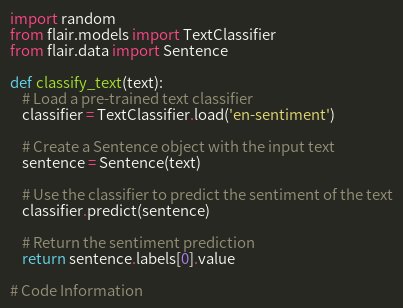 import random
from flair.models import TextClassifier
from flair.data import Sentence

def classify_text(text):
    # Load a pre-trained text classifier
    classifier = TextClassifier.load('en-sentiment')

    # Create a Sentence object with the input text
    sentence = Sentence(text)

    # Use the classifier to predict the sentiment of the text
    classifier.predict(sentence)

    # Return the sentiment prediction
    return sentence.labels[0].value

# Code Information